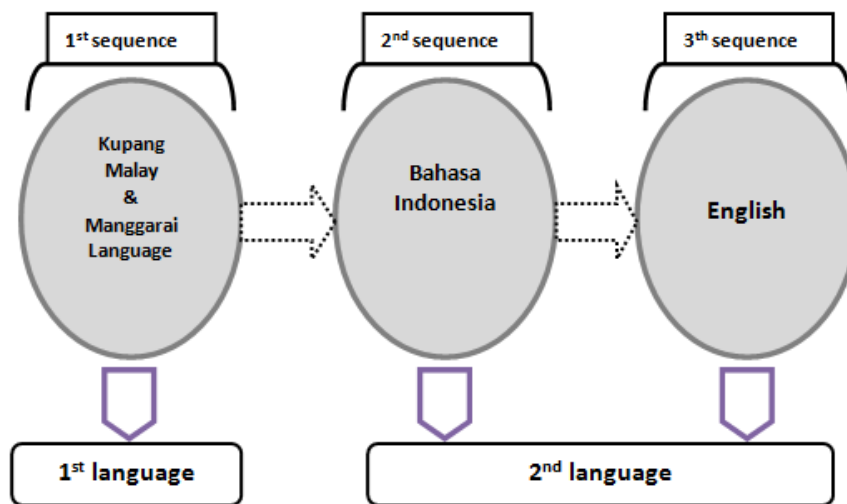 1st sequence
2nd sequence
3th sequence
Kupang
Malay
&
Manggarai
Language
Bahasa
Indonesia
English
1st language
2nd language